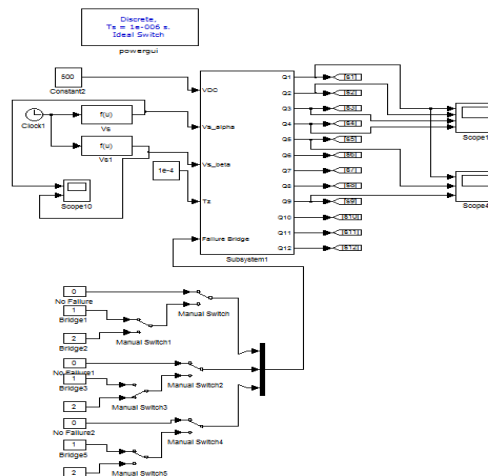 Discrete,
Ts = 1e-006 s.
Ideal Switch
powergui
500
Constant2
Clock1
f(u)
Vs
f(u)
Vs1
1e-4
Scope10
VDC
Vs_alpha
Vs_beta
Ts
Failure Bridge
Q1
Q2
Q3
Q4
Q5
Q6
Q7
Q8
Q9
Q10
Q11
Q12
Subsystem1
[S1]
[S2]
[S3]
[S4]
[S5]
[S6]
[S7]
[S8]
[S9]
[S10]
[S11]
[S12]
Scope1
Scope4
0
No Failure
1
Bridge1
2
Bridge2
Manual Switch
Manual Switch1
0
No Failure1
1
Bridge3
2
Manual Switch2
Manual Switch3
0
No Failure2
1
Bridge5
2
Manual Switch4
Manual Switch5